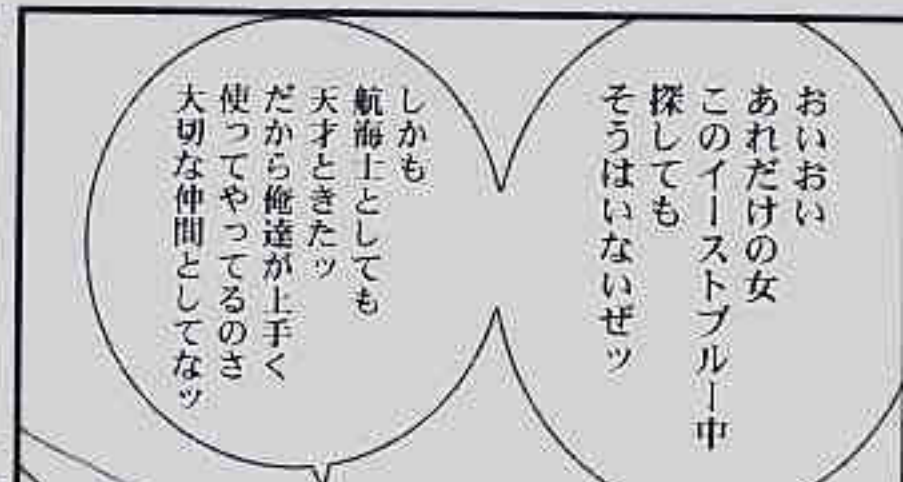 おいおい
あれだけの女
このイーストブルー中
探しても
そうはいないぜッ
しかも
航海士としても
天才ときたッ
だから俺達が上手く
使ってやってるのさ
大切な仲間としてなッ